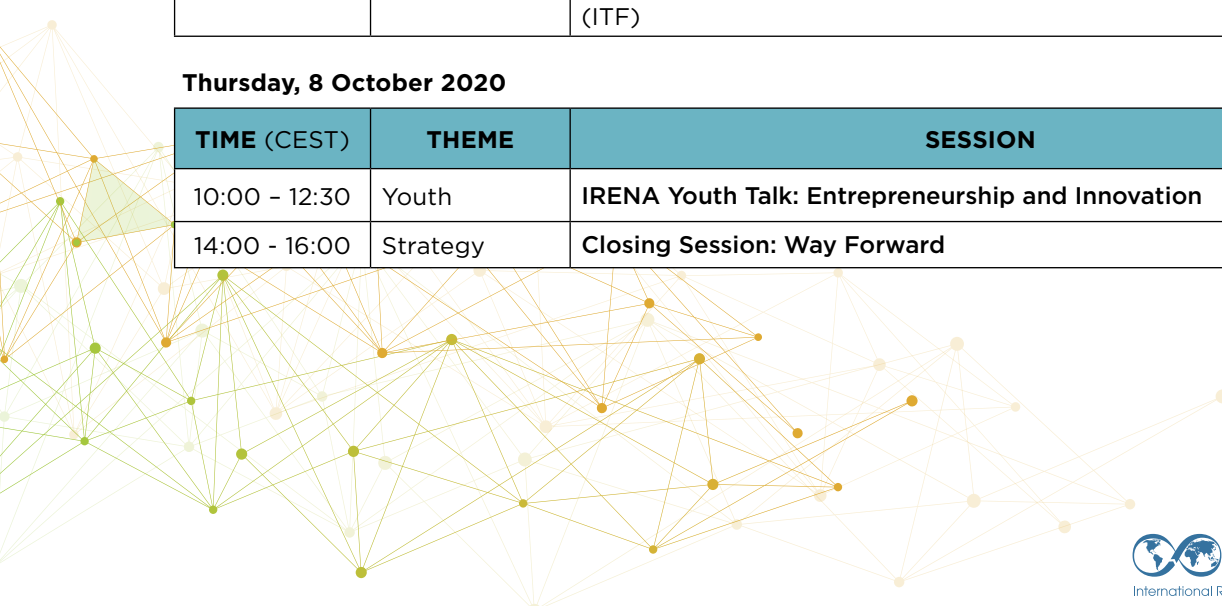 (ITF)
Thursday, 8 October 2020
TIME (CEST) THEME SESSION
10:00 – 12:30 Youth IRENA Youth Talk: Entrepreneurship and Innovation
14:00 - 16:00 Strategy Closing Session: Way Forward
International R